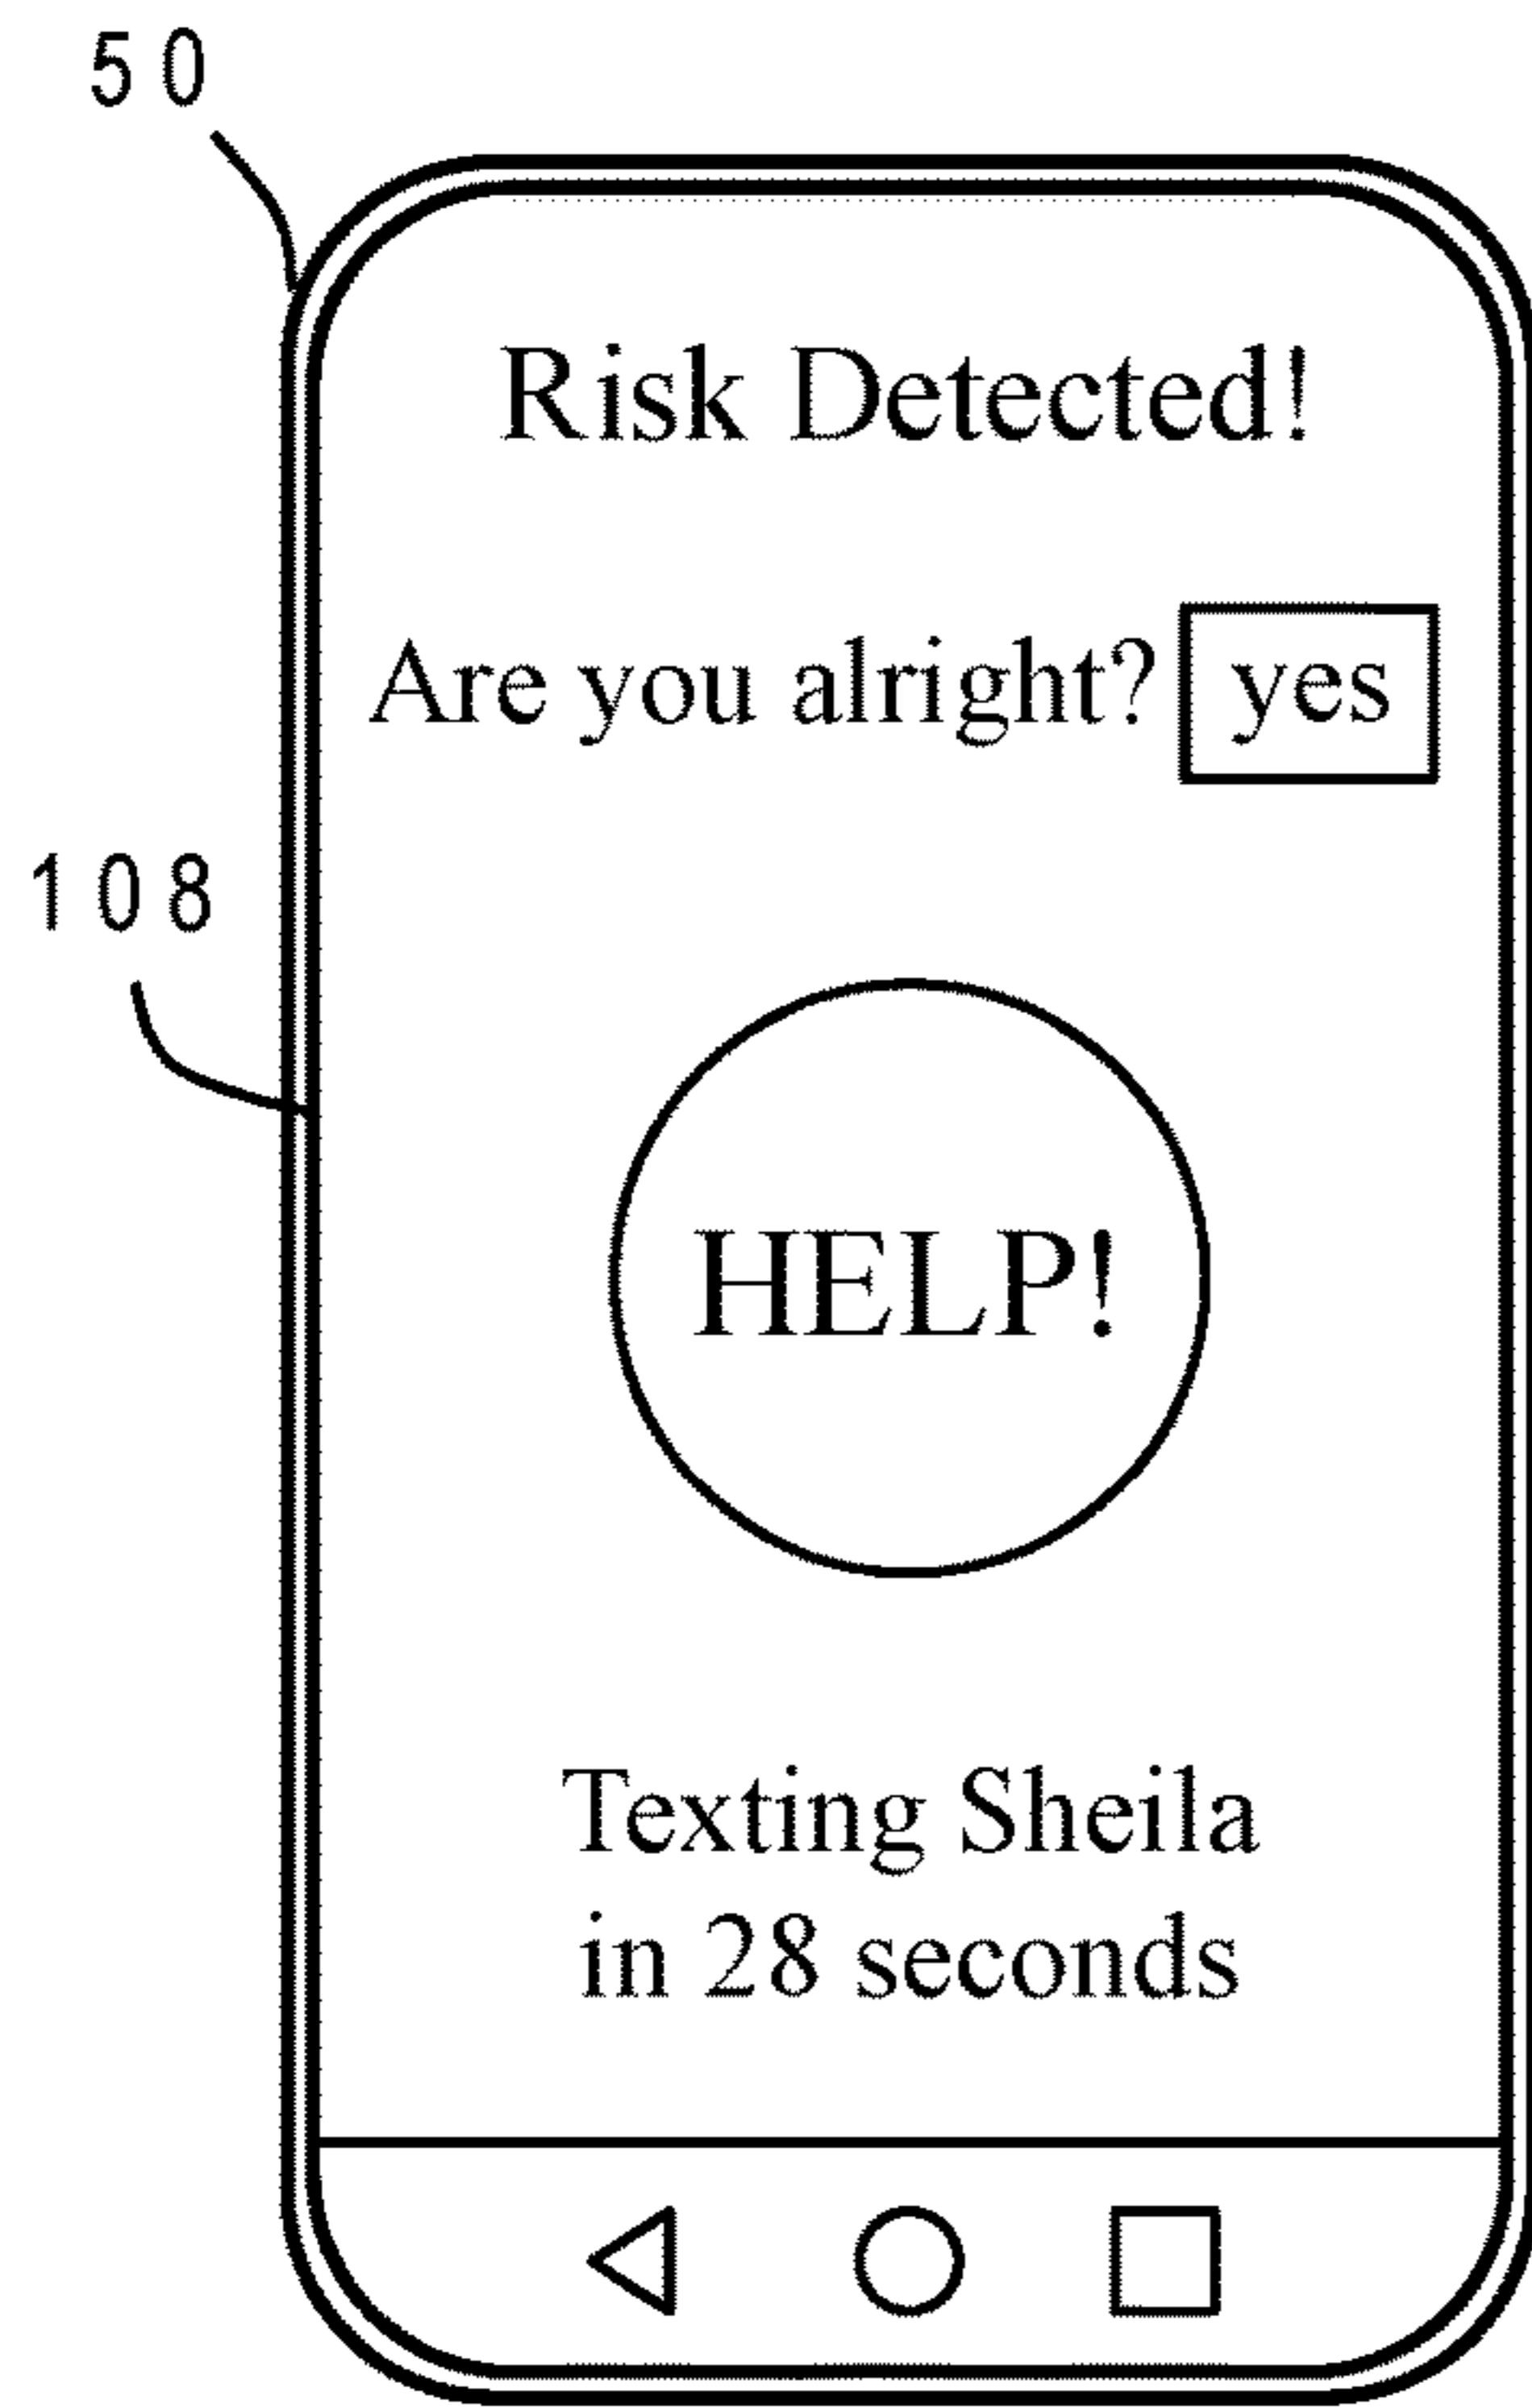 50
Risk Detected!
Are you alright? yes
108
HELP!
Texting Sheila
in 28 seconds